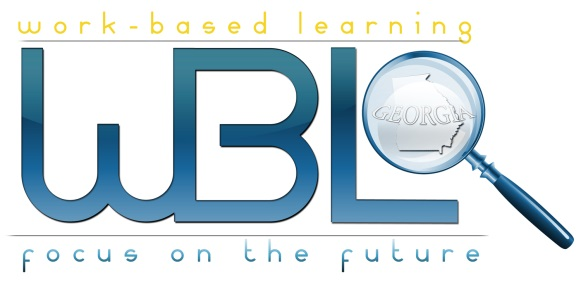 work-based learning
WBL
GEORGIA
focus on the future